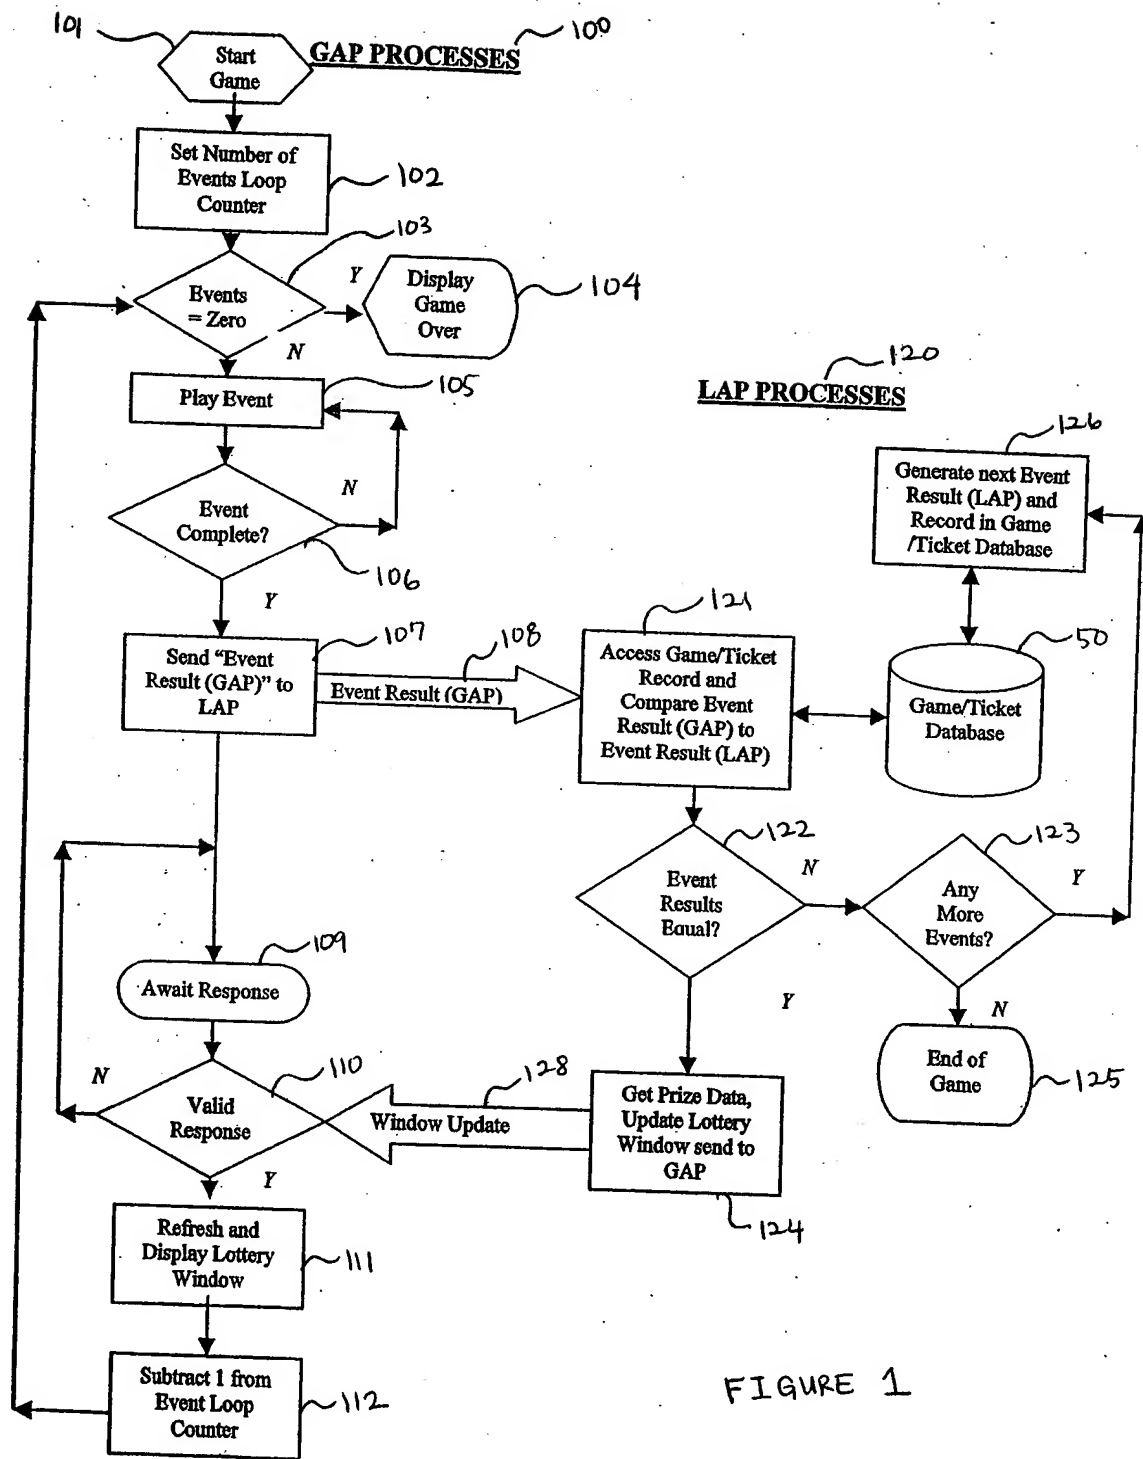 101
Start
Game
GAP PROCESSES
100
Set Number of
Events Loop
Counter
102
103
Events
= Zero
Y
N
Display
Game
Over
104
Play Event
105
Event
Complete?
N
Y
106
Send "Event
Result (GAP)" to
LAP
107
108
Event Result (GAP)
109
Await Response
110
Valid
Response
N
Y
Refresh and
Display Lottery
Window
111
Subtract 1 from
Event Loop
Counter
112
120
LAP PROCESSES
126
Generate next Event
Result (LAP) and
Record in Game
/Ticket Database
121
Access Game/Ticket
Record and
Compare Event
Result (GAP) to
Event Result (LAP)
50
Game/Ticket
Database
122
Event
Results
Equal?
N
Y
123
Any
More
Events?
Y
N
End of
Game
125
128
Window Update
Get Prize Data,
Update Lottery
Window send to
GAP
124
FIGURE 1